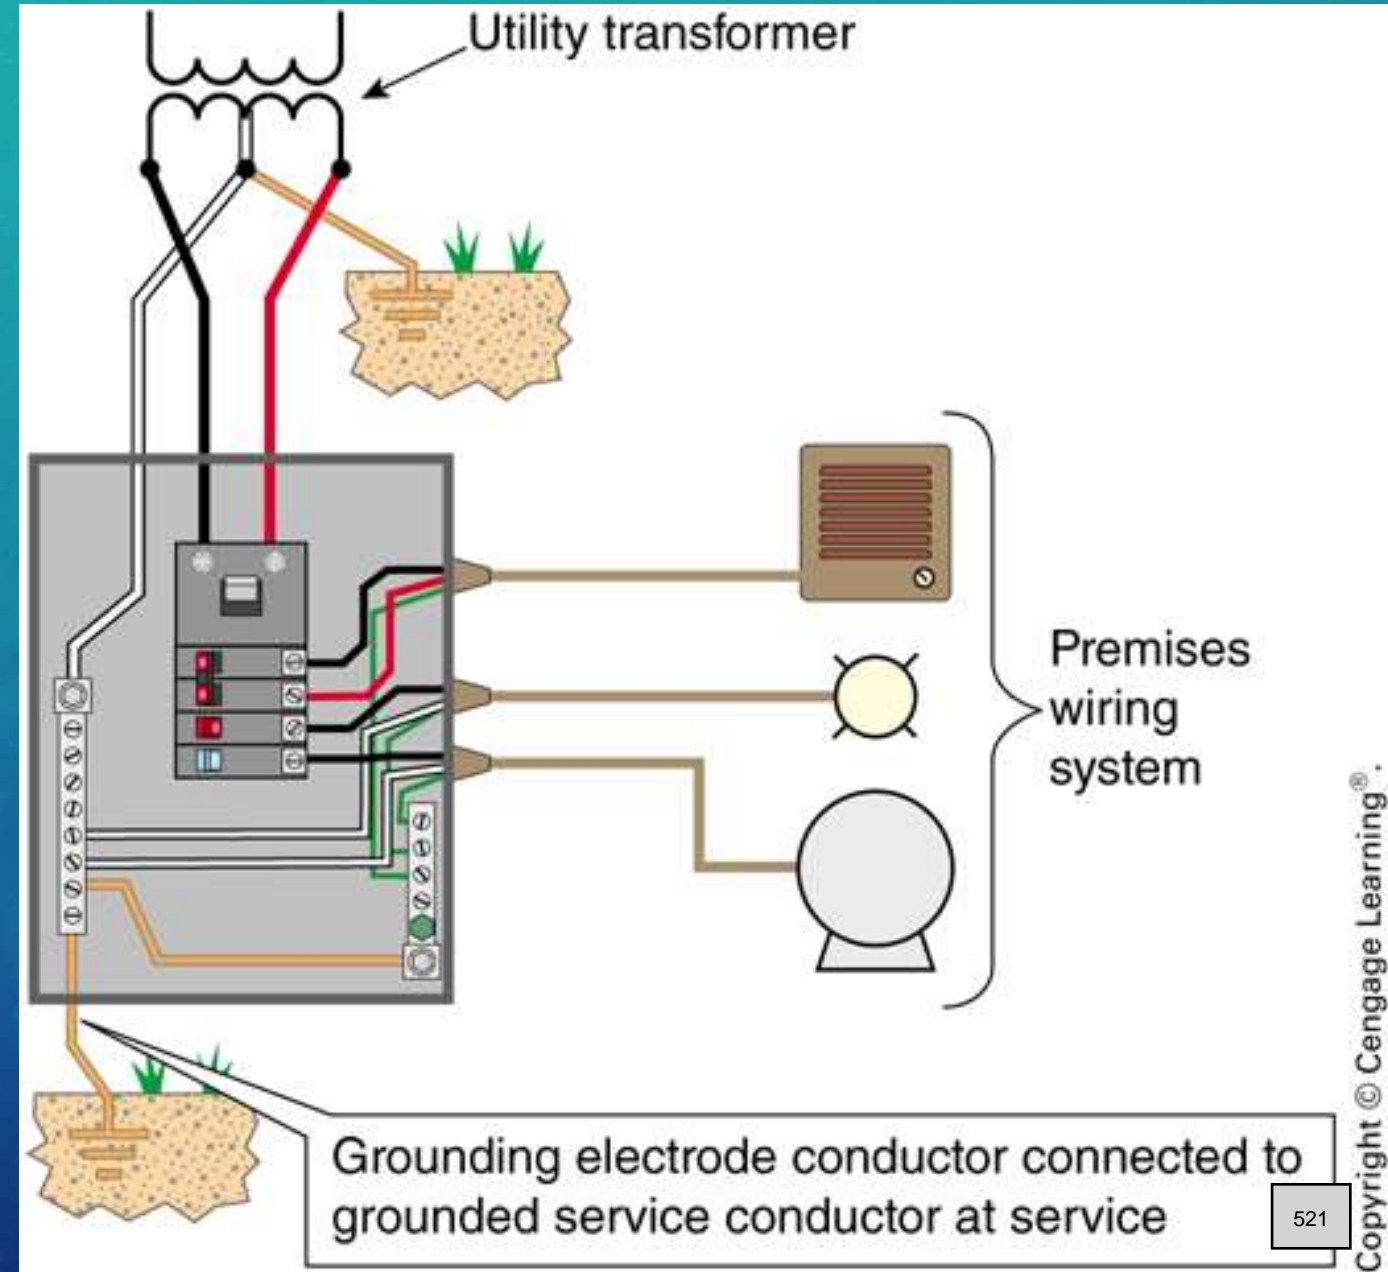 Utility transformer
Premises
wiring
system
Grounding electrode conductor connected to
grounded service conductor at service
521
Copyright © Cengage Learning®.